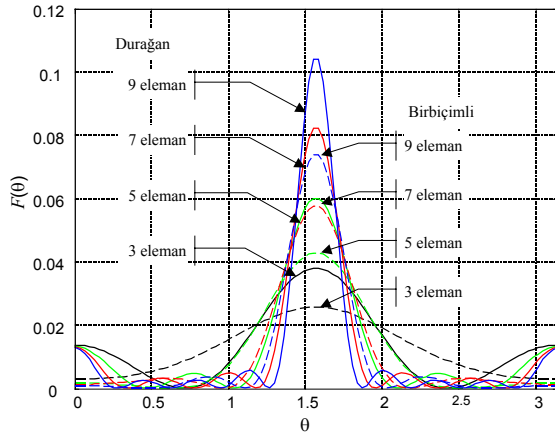 0.12
0.1
0.08
0.06
0.04
0.02
0
F(θ)
Durağan
9 eleman
7 eleman
5 eleman
3 eleman
Birbiçimli
9 eleman
7 eleman
5 eleman
3 eleman
0 0.5 1 1.5 2 2.5 3
θ